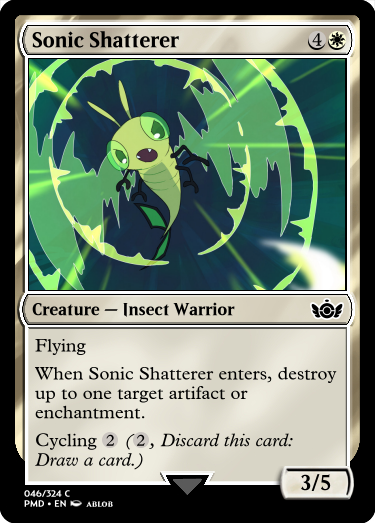 Sonic Shatterer 4
Creature — Insect Warrior
Flying
When Sonic Shatterer enters, destroy
up to one target artifact or
enchantment.
Cycling 2 (2, Discard this card:
Draw a card.)
3/5
046/324 C
PMD • EN ABLOB